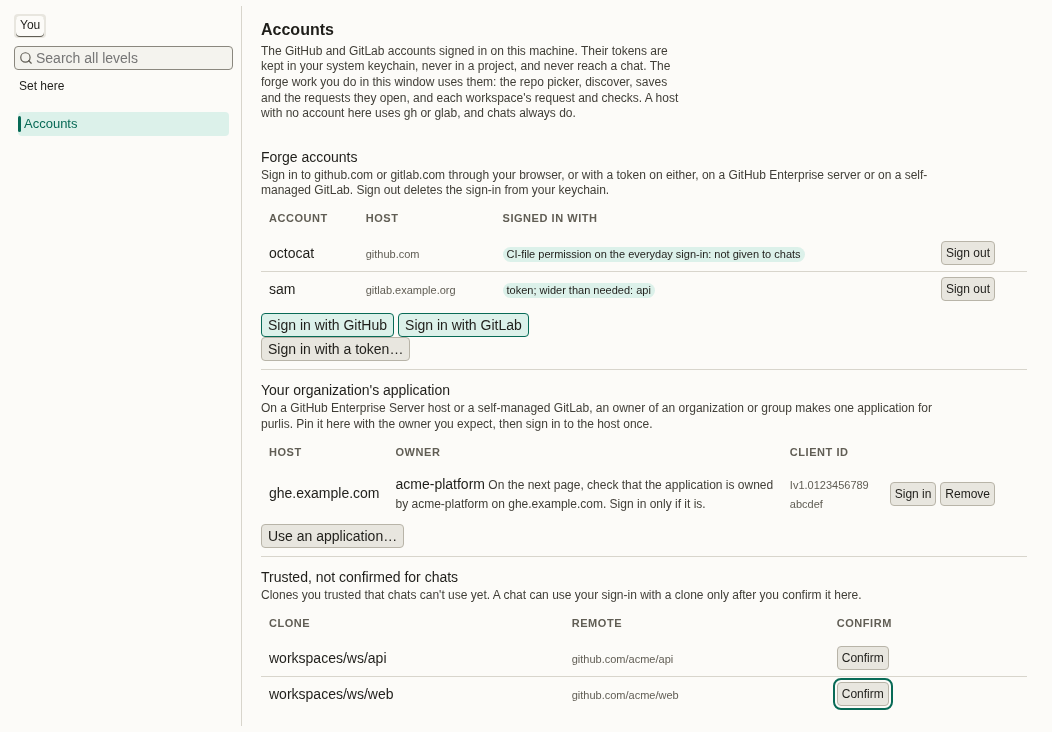 You
Search all levels
Set here
Accounts
Accounts
The GitHub and GitLab accounts signed in on this machine. Their tokens are
kept in your system keychain, never in a project, and never reach a chat. The
forge work you do in this window uses them: the repo picker, discover, saves
and the requests they open, and each workspace's request and checks. A host
with no account here uses gh or glab, and chats always do.
Forge accounts
Sign in to github.com or gitlab.com through your browser, or with a token on either, on a GitHub Enterprise server or on a self-
managed GitLab. Sign out deletes the sign-in from your keychain.
ACCOUNT HOST SIGNED IN WITH
octocat github.com CI-file permission on the everyday sign-in: not given to chats Sign out
sam gitlab.example.org token; wider than needed: api Sign out
Sign in with GitHub Sign in with GitLab
Sign in with a token…
Your organization's application
On a GitHub Enterprise Server host or a self-managed GitLab, an owner of an organization or group makes one application for
purlis. Pin it here with the owner you expect, then sign in to the host once.
HOST OWNER CLIENT ID
ghe.example.com acme-platform On the next page, check that the application is owned
by acme-platform on ghe.example.com. Sign in only if it is.
Iv1.0123456789
abcdef
Sign in Remove
Use an application…
Trusted, not confirmed for chats
Clones you trusted that chats can't use yet. A chat can use your sign-in with a clone only after you confirm it here.
CLONE REMOTE CONFIRM
workspaces/ws/api github.com/acme/api Confirm
workspaces/ws/web github.com/acme/web Confirm